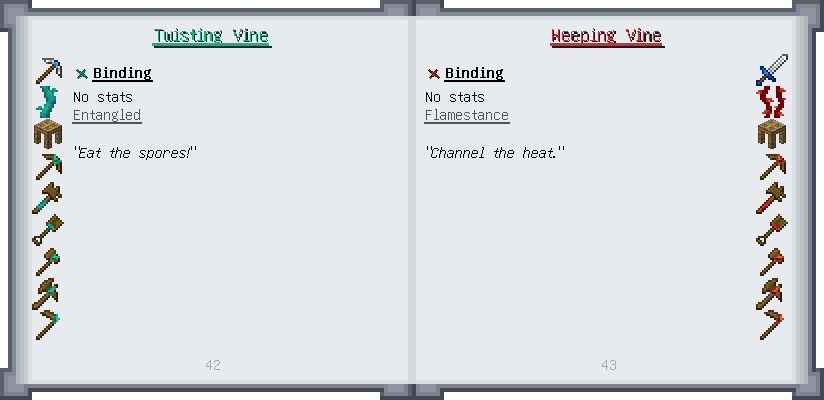 Twisting Vine
Binding
No stats
Entangled
"Eat the spores!"
42
Weeping Vine
Binding
No stats
Flamestance
"Channel the heat."
43